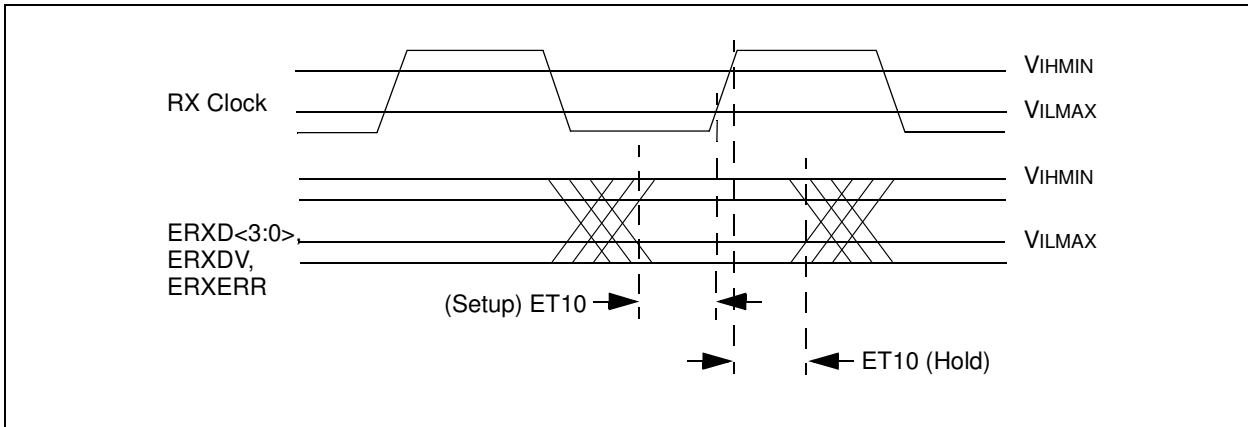 VIHMIN
RX Clock
VILMAX
VIHMIN
ERXD<3:0>,
ERXDV,
ERXERR
VILMAX
(Setup) ET10
ET10 (Hold)